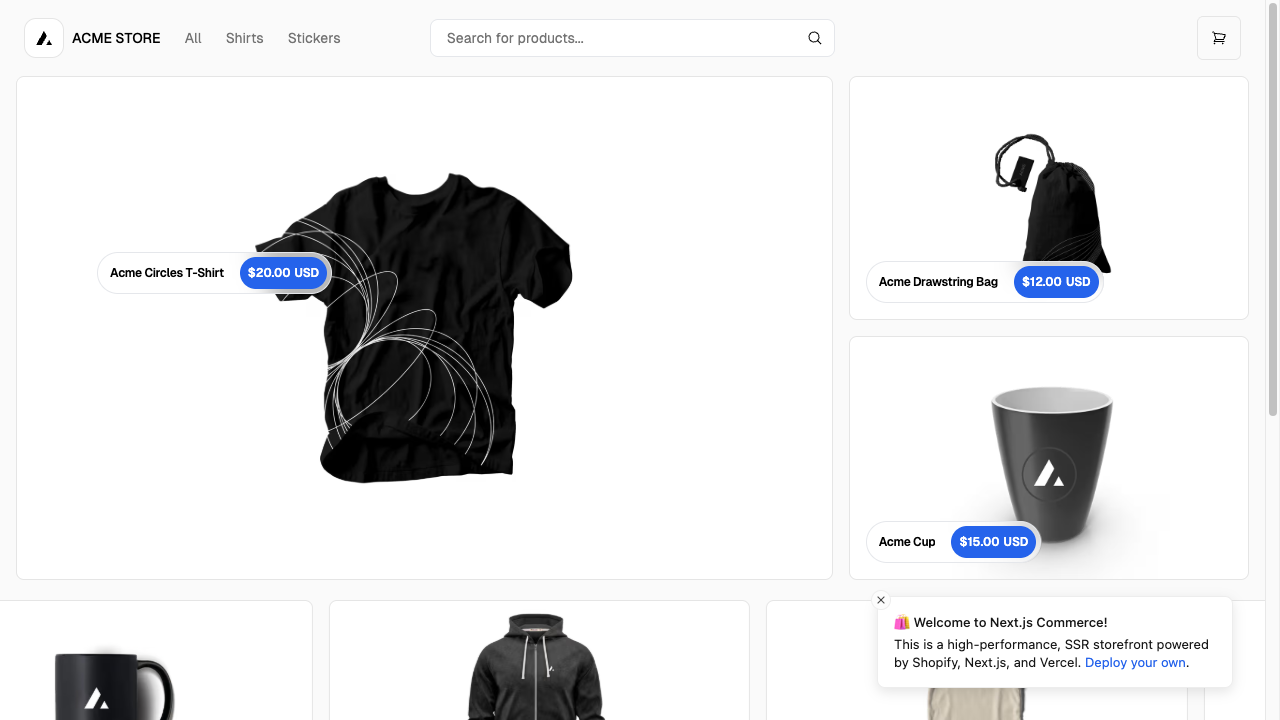 ACME STORE
All
Shirts
Stickers
Search for products...
Acme Circles T-Shirt
$20.00 USD
Acme Drawstring Bag
$12.00 USD
Acme Cup
$15.00 USD
🛍️ Welcome to Next.js Commerce!
This is a high-performance, SSR storefront powered
by Shopify, Next.js, and Vercel. Deploy your own.